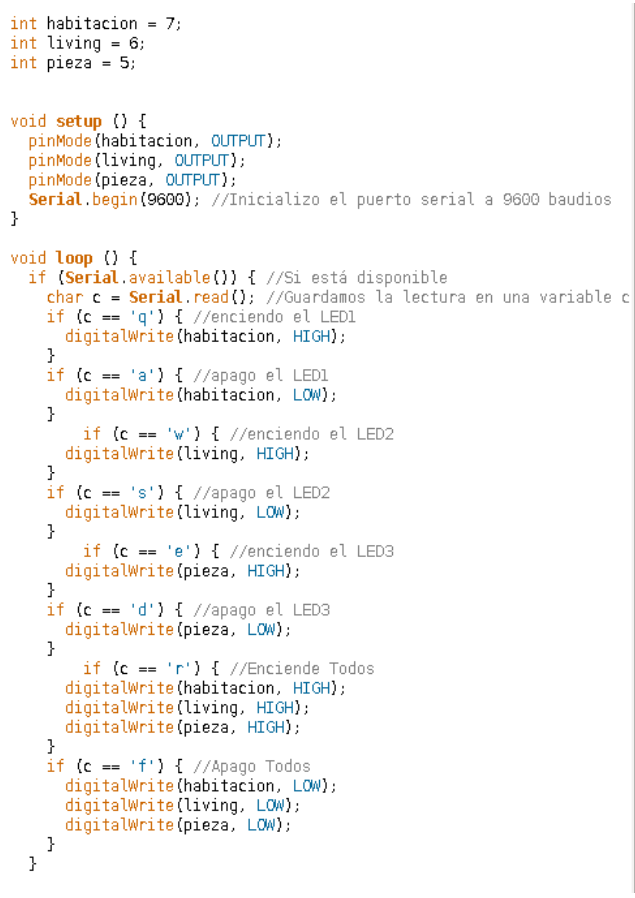 int habitacion = 7;
int living = 6;
int pieza = 5;
void setup () {
pinMode(habitacion, OUTPUT);
pinMode(living, OUTPUT);
pinMode(pieza, OUTPUT);
Serial.begin(9600); //Inicializo el puerto serial a 9600 baudios
}
void loop () {
if (Serial.available()) { //Si está disponible
char c = Serial.read(); //Guardamos la lectura en una variable c
if (c == 'q') { //enciendo el LED1
digitalWrite(habitacion, HIGH);
}
if (c == 'a') { //apago el LED1
digitalWrite(habitacion, LOW);
}
if (c == 'w') { //enciendo el LED2
digitalWrite(living, HIGH);
}
if (c == 's') { //apago el LED2
digitalWrite(living, LOW);
}
if (c == 'e') { //enciendo el LED3
digitalWrite(pieza, HIGH);
}
if (c == 'd') { //apago el LED3
digitalWrite(pieza, LOW);
}
if (c == 'r') { //Enciende Todos
digitalWrite(habitacion, HIGH);
digitalWrite(living, HIGH);
digitalWrite(pieza, HIGH);
}
if (c == 'f') { //Apago Todos
digitalWrite(habitacion, LOW);
digitalWrite(living, LOW);
digitalWrite(pieza, LOW);
}
}